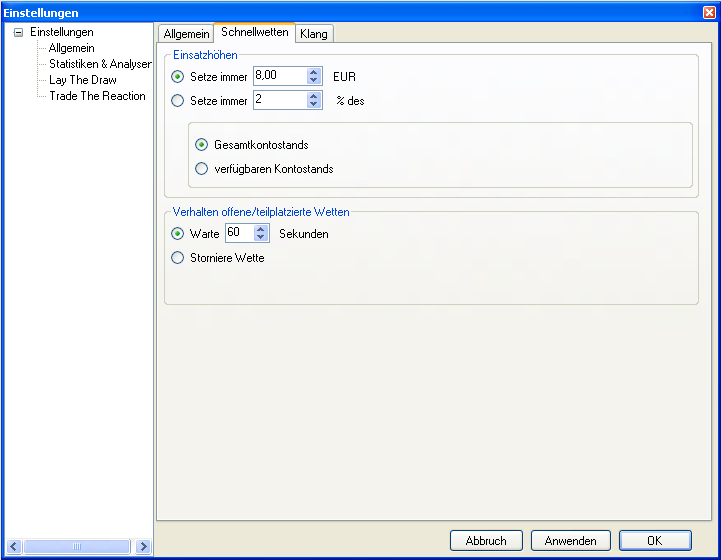 Einstellungen
Einstellungen
Allgemein
Statistiken & Analysen
Lay The Draw
Trade The Reaction
Allgemein Schnellwetten Klang
Einsatzhöhen
Setze immer 8,00 EUR
Setze immer 2 % des
Gesamtkontostands
verfügbaren Kontostands
Verhalten offene/teilplatzierte Wetten
Warte 60 Sekunden
Storniere Wette
Abbruch Anwenden OK